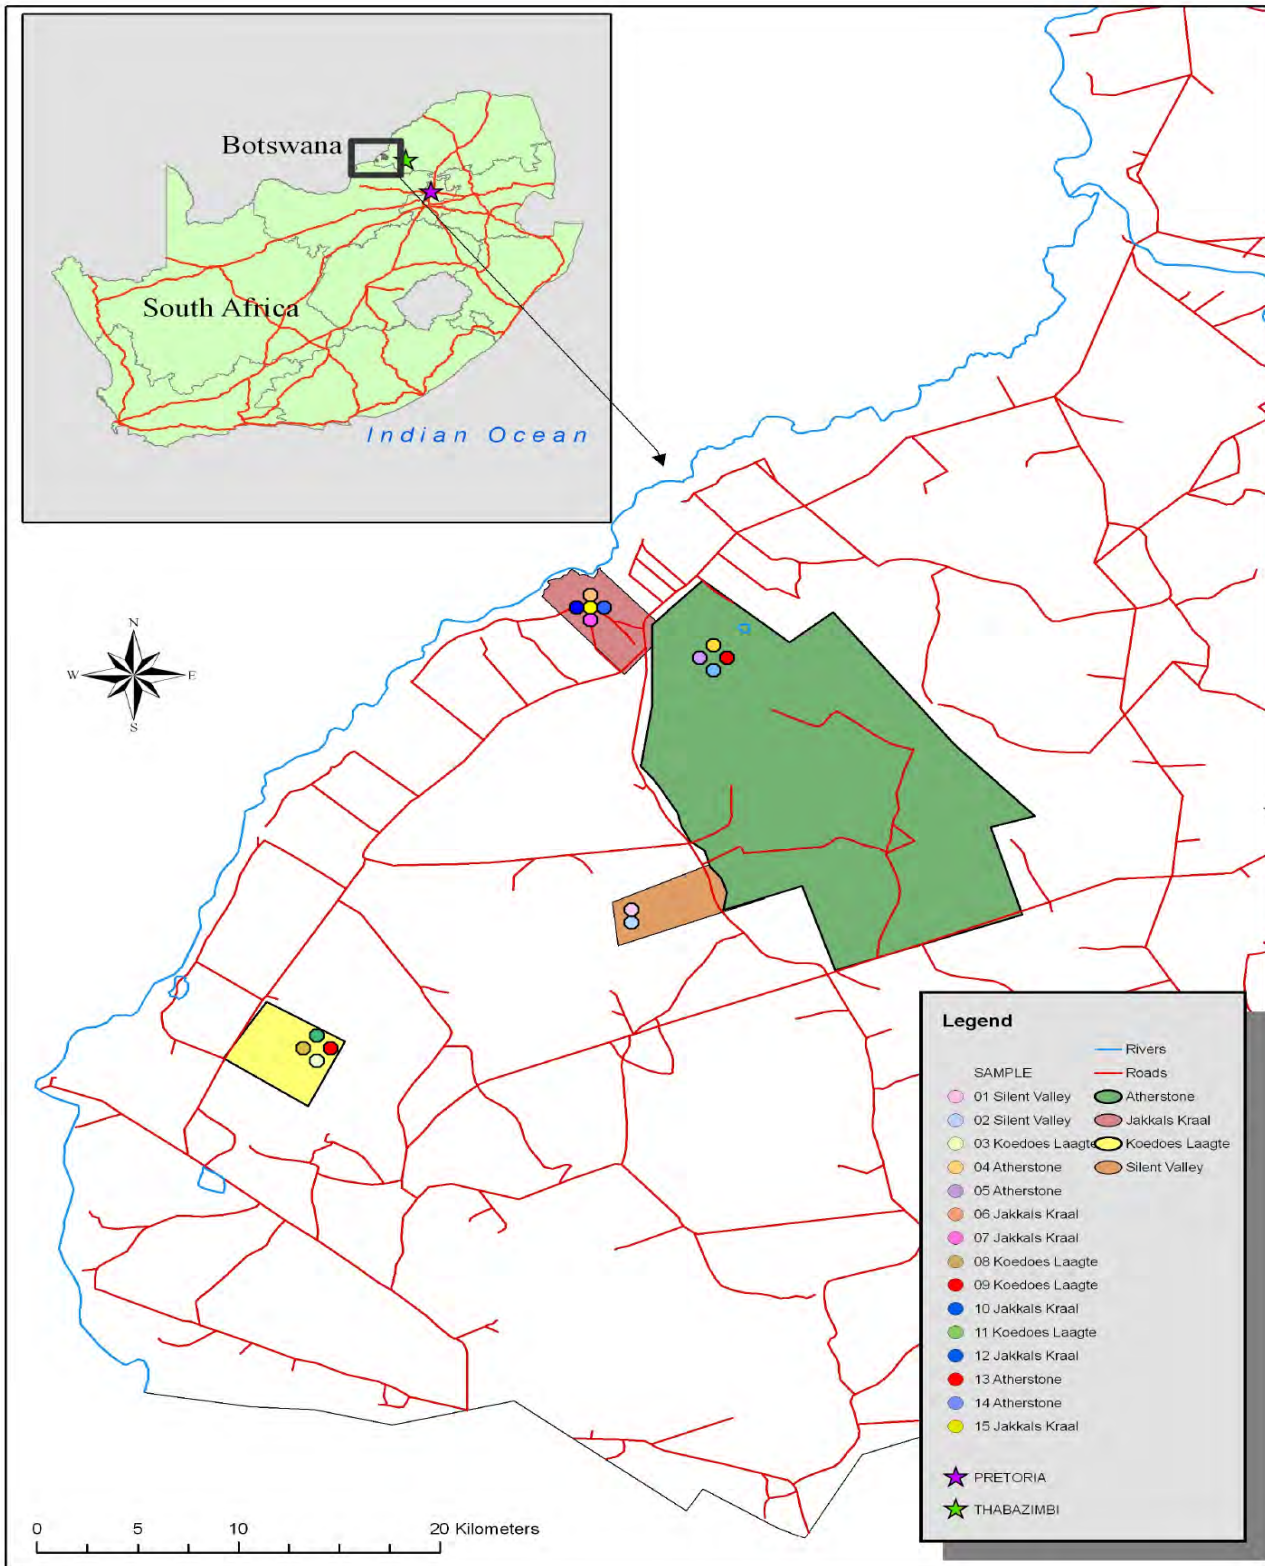 Botswana
South Africa
Indian Ocean
N
W
E
S
Legend
SAMPLE
01 Silent Valley
02 Silent Valley
03 Koedoes Laagte
04 Atherstone
05 Atherstone
06 Jakkals Kraal
07 Jakkals Kraal
08 Koedoes Laagte
09 Koedoes Laagte
10 Jakkals Kraal
11 Koedoes Laagte
12 Jakkals Kraal
13 Atherstone
14 Atherstone
15 Jakkals Kraal
Rivers
Roads
Atherstone
Jakkals Kraal
Koedoes Laagte
Silent Valley
PRETORIA
THABAZIMBI
0 5 10 20 Kilometers